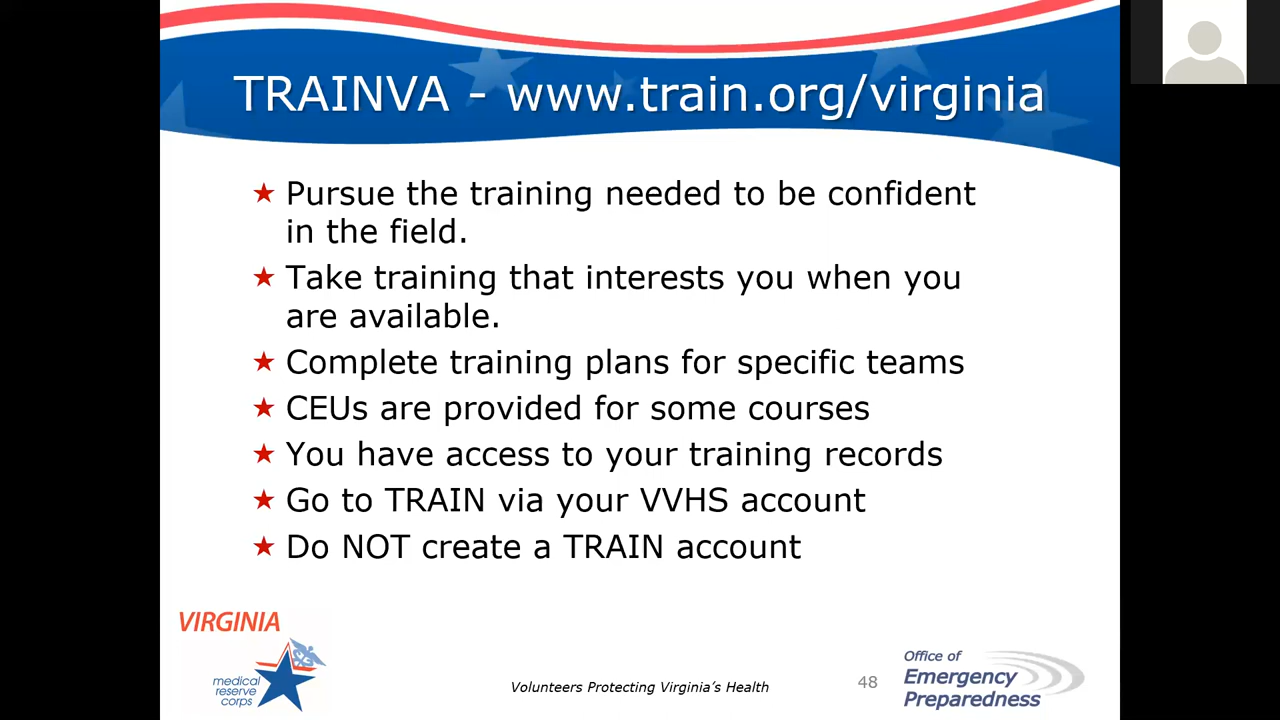 TRAINVA - www.train.org/virginia
★ Pursue the training needed to be confident
in the field.
★ Take training that interests you when you
are available.
★ Complete training plans for specific teams
★ CEUs are provided for some courses
★ You have access to your training records
★ Go to TRAIN via your VVHS account
★ Do NOT create a TRAIN account
VIRGINIA
medical
reserve
corps
Volunteers Protecting Virginia's Health
48
Office of
Emergency
Preparedness